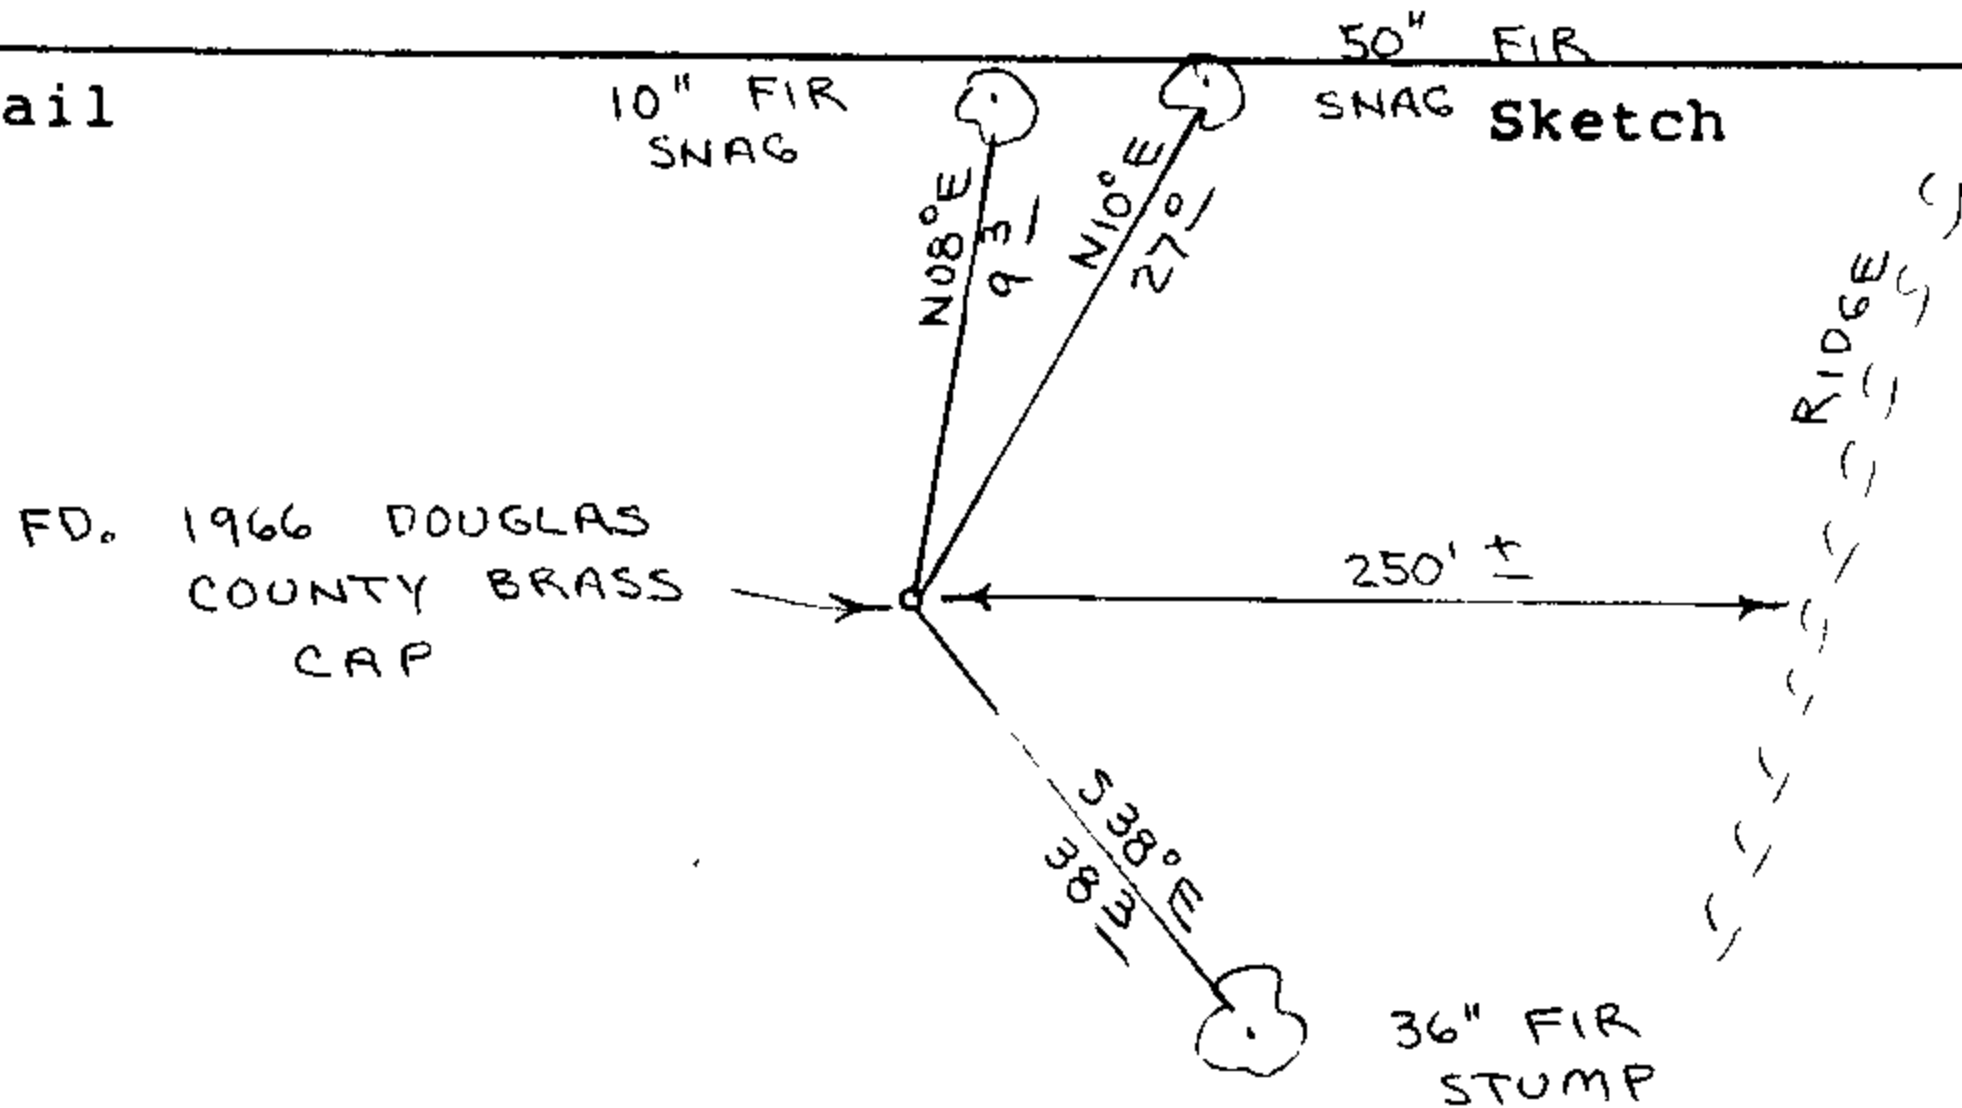 50" FIR
SNAG
ail
10" FIR
SNAG
Sketch
N08°E
9 3
N10°E
27 0
RIDGE
FD. 1966 DOUGLAS
COUNTY BRASS
CAP
250' ±
S38°E
38 3
36" FIR
STUMP